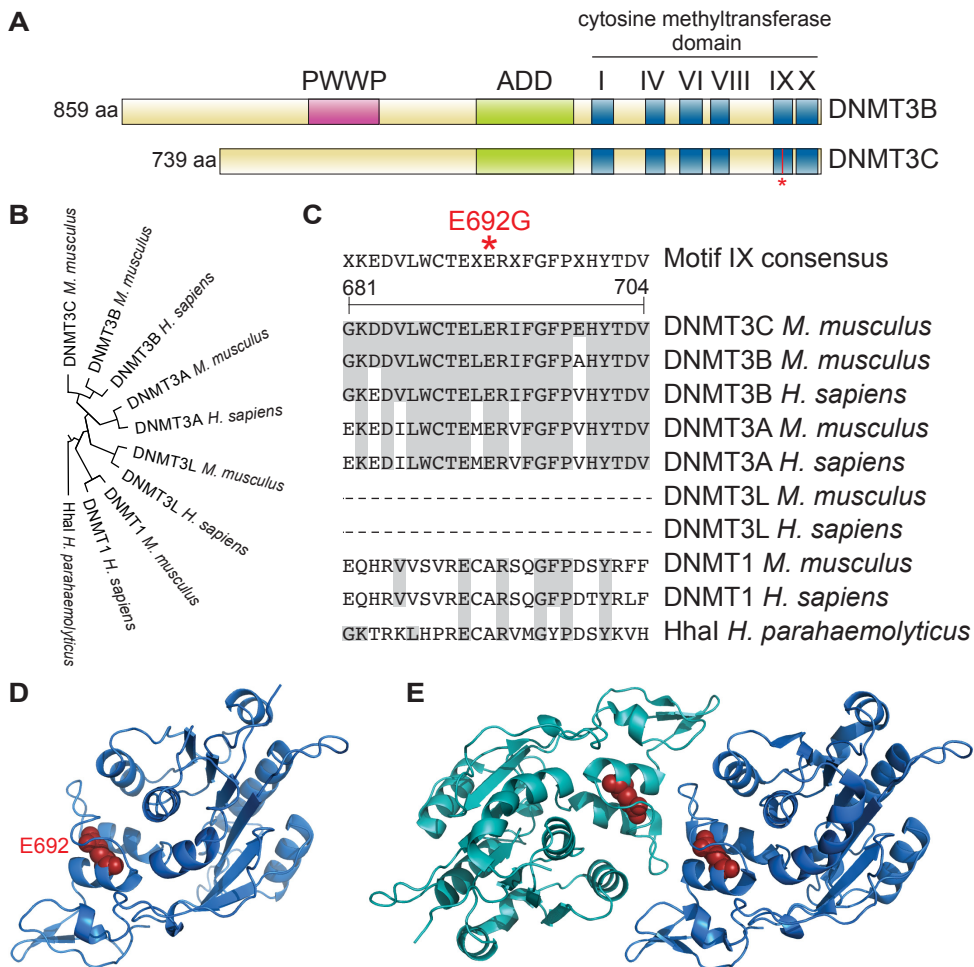 A
cytosine methyltransferase
domain
PWWP ADD I IV VI VIII IX X
859 aa DNMT3B
739 aa DNMT3C
*
B
DNMT3C M. musculus
DNMT3B M. musculus
DNMT3B H. sapiens
DNMT3A M. musculus
DNMT3A H. sapiens
DNMT3L M. musculus
DNMT3L H. sapiens
DNMT1 M. musculus
DNMT1 H. sapiens
HhaI H. parahaemolyticus
C
E692G
*
XKEDVLWCTEXERXFGFPXHYTDV Motif IX consensus
681 704
GKDDVLWCTELERIFGFPEHYTDV DNMT3C M. musculus
GKDDVLWCTELERIFGFPAHYTDV DNMT3B M. musculus
GKEDVLWCTELERIFGFPVHYTDV DNMT3B H. sapiens
EKEDILWCTEMERVFGFPVHYTDV DNMT3A M. musculus
EKEDILWCTEMERVFGFPVHYTDV DNMT3A H. sapiens
------------------------ DNMT3L M. musculus
------------------------ DNMT3L H. sapiens
EQHRVVSVRECARSQGFPDSYRFF DNMT1 M. musculus
EQHRVVSVRECARSQGFPDTYRLF DNMT1 H. sapiens
GKTRKLHPRECARVMGYPDSYKVH HhaI H. parahaemolyticus
D
E692
E